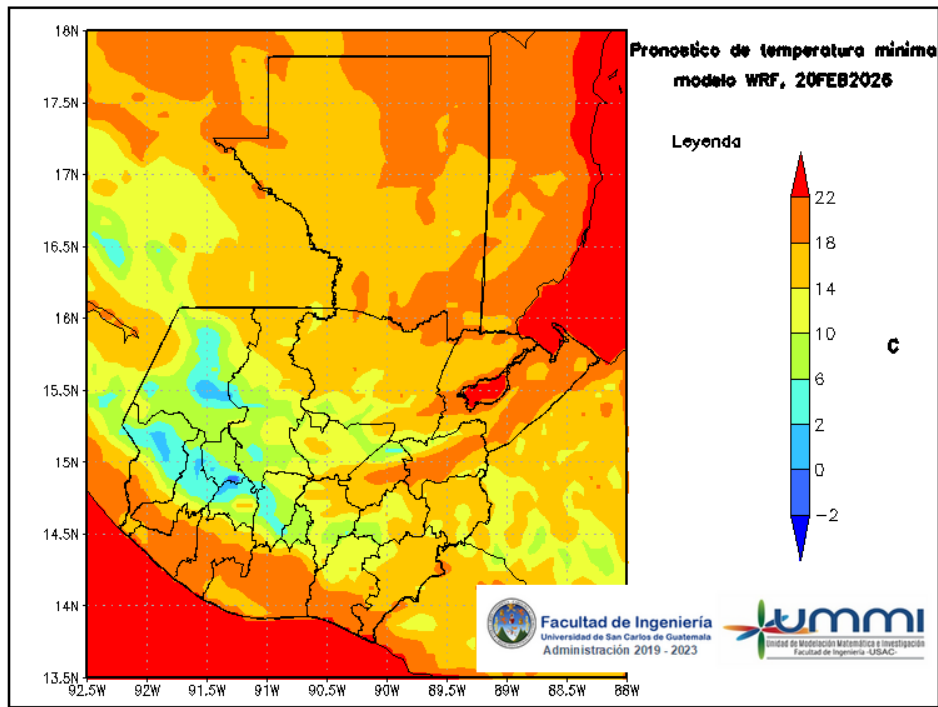 Pronostico de temperatura minima
modelo WRF, 20FEB2026
Leyenda
22
18
14
10
6
2
0
−2
C
18N
17.5N
17N
16.5N
16N
15.5N
15N
14.5N
14N
13.5N
92.5W
92W
91.5W
91W
90.5W
90W
89.5W
89W
88.5W
88W
Facultad de Ingeniería
Universidad de San Carlos de Guatemala
Administración 2019 - 2023
ummi
Unidad de Modelación Matemática e Investigación
Facultad de Ingeniería -USAC-